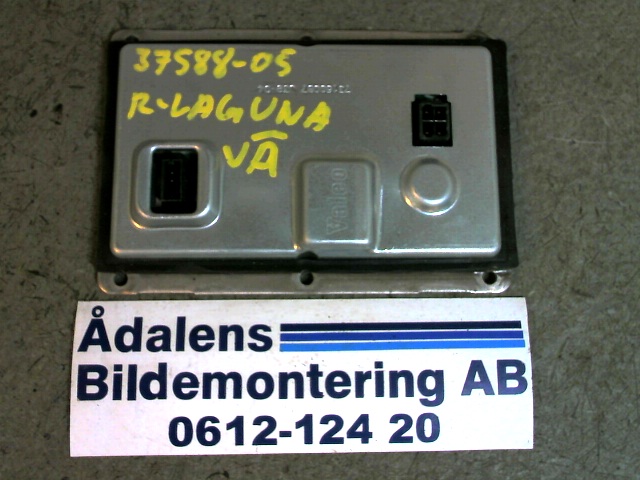 37588-05
R-LAGUNA
VÄ
Valeo
Ådalens
Bildemontering AB
0612-124 20